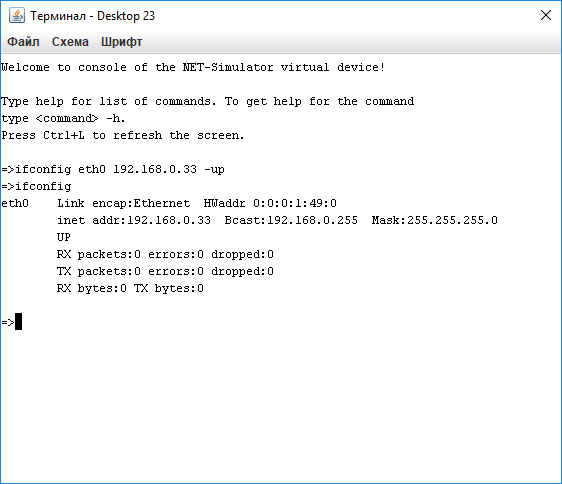 Терминал - Desktop 23
Файл Схема Шрифт
Welcome to console of the NET-Simulator virtual device!
Type help for list of commands. To get help for the command
type <command> -h.
Press Ctrl+L to refresh the screen.
=>ifconfig eth0 192.168.0.33 -up
=>ifconfig
eth0    Link encap:Ethernet  HWaddr 0:0:0:1:49:0
        inet addr:192.168.0.33  Bcast:192.168.0.255  Mask:255.255.255.0
        UP
        RX packets:0 errors:0 dropped:0
        TX packets:0 errors:0 dropped:0
        RX bytes:0 TX bytes:0
=>